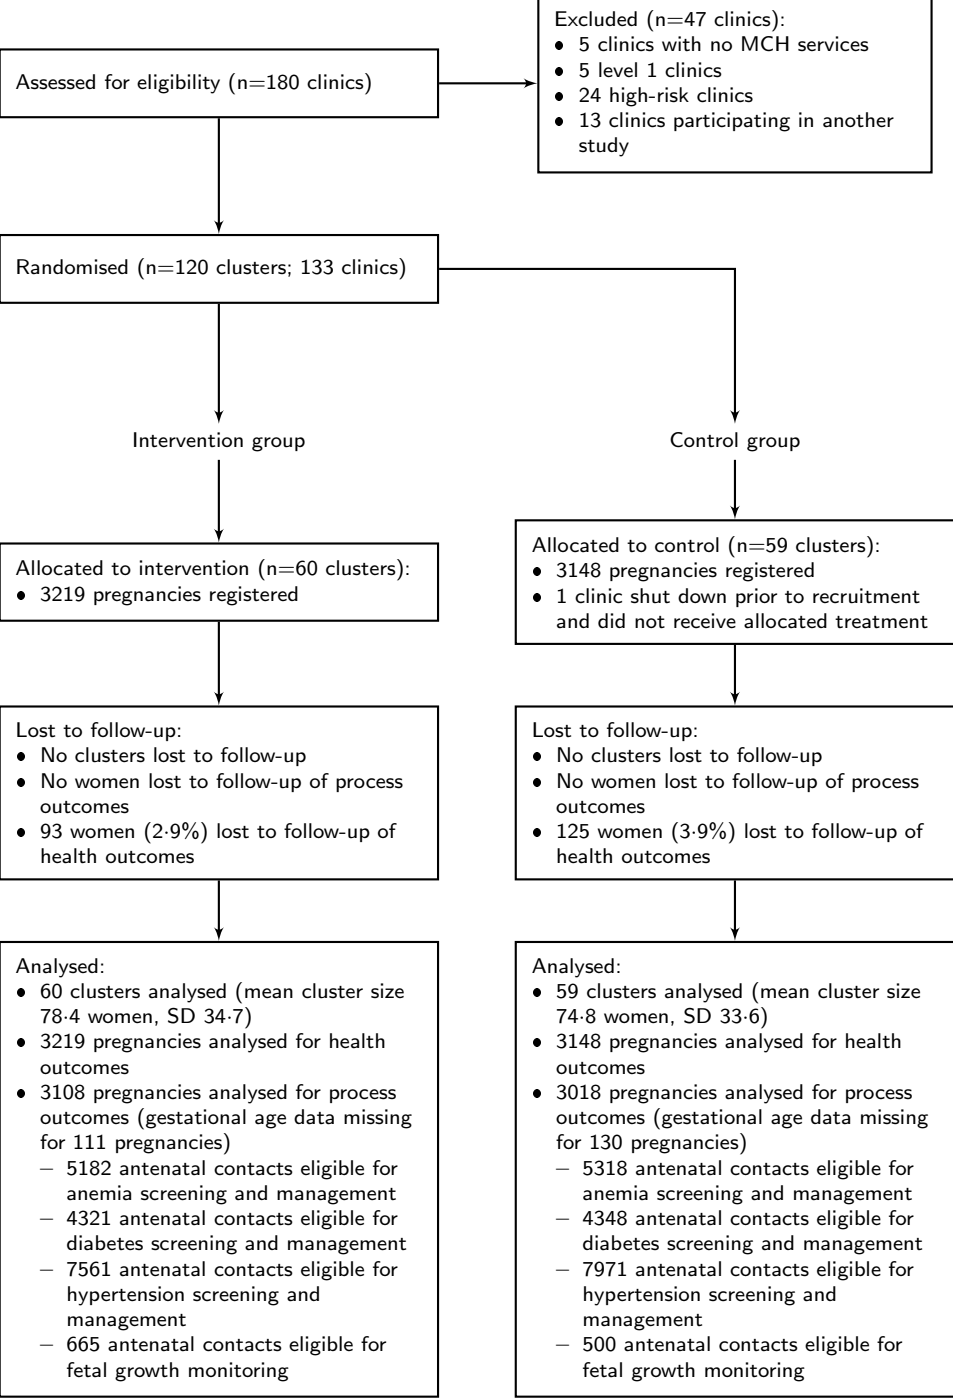 Excluded (n=47 clinics):
• 5 clinics with no MCH services
• 5 level 1 clinics
• 24 high-risk clinics
• 13 clinics participating in another
study
Assessed for eligibility (n=180 clinics)
Randomised (n=120 clusters; 133 clinics)
Intervention group
Control group
Allocated to intervention (n=60 clusters):
• 3219 pregnancies registered
Allocated to control (n=59 clusters):
• 3148 pregnancies registered
• 1 clinic shut down prior to recruitment
and did not receive allocated treatment
Lost to follow-up:
• No clusters lost to follow-up
• No women lost to follow-up of process
outcomes
• 93 women (2·9%) lost to follow-up of
health outcomes
Lost to follow-up:
• No clusters lost to follow-up
• No women lost to follow-up of process
outcomes
• 125 women (3·9%) lost to follow-up of
health outcomes
Analysed:
• 60 clusters analysed (mean cluster size
78·4 women, SD 34·7)
• 3219 pregnancies analysed for health
outcomes
• 3108 pregnancies analysed for process
outcomes (gestational age data missing
for 111 pregnancies)
– 5182 antenatal contacts eligible for
anemia screening and management
– 4321 antenatal contacts eligible for
diabetes screening and management
– 7561 antenatal contacts eligible for
hypertension screening and
management
– 665 antenatal contacts eligible for
fetal growth monitoring
Analysed:
• 59 clusters analysed (mean cluster size
74·8 women, SD 33·6)
• 3148 pregnancies analysed for health
outcomes
• 3018 pregnancies analysed for process
outcomes (gestational age data missing
for 130 pregnancies)
– 5318 antenatal contacts eligible for
anemia screening and management
– 4348 antenatal contacts eligible for
diabetes screening and management
– 7971 antenatal contacts eligible for
hypertension screening and
management
– 500 antenatal contacts eligible for
fetal growth monitoring